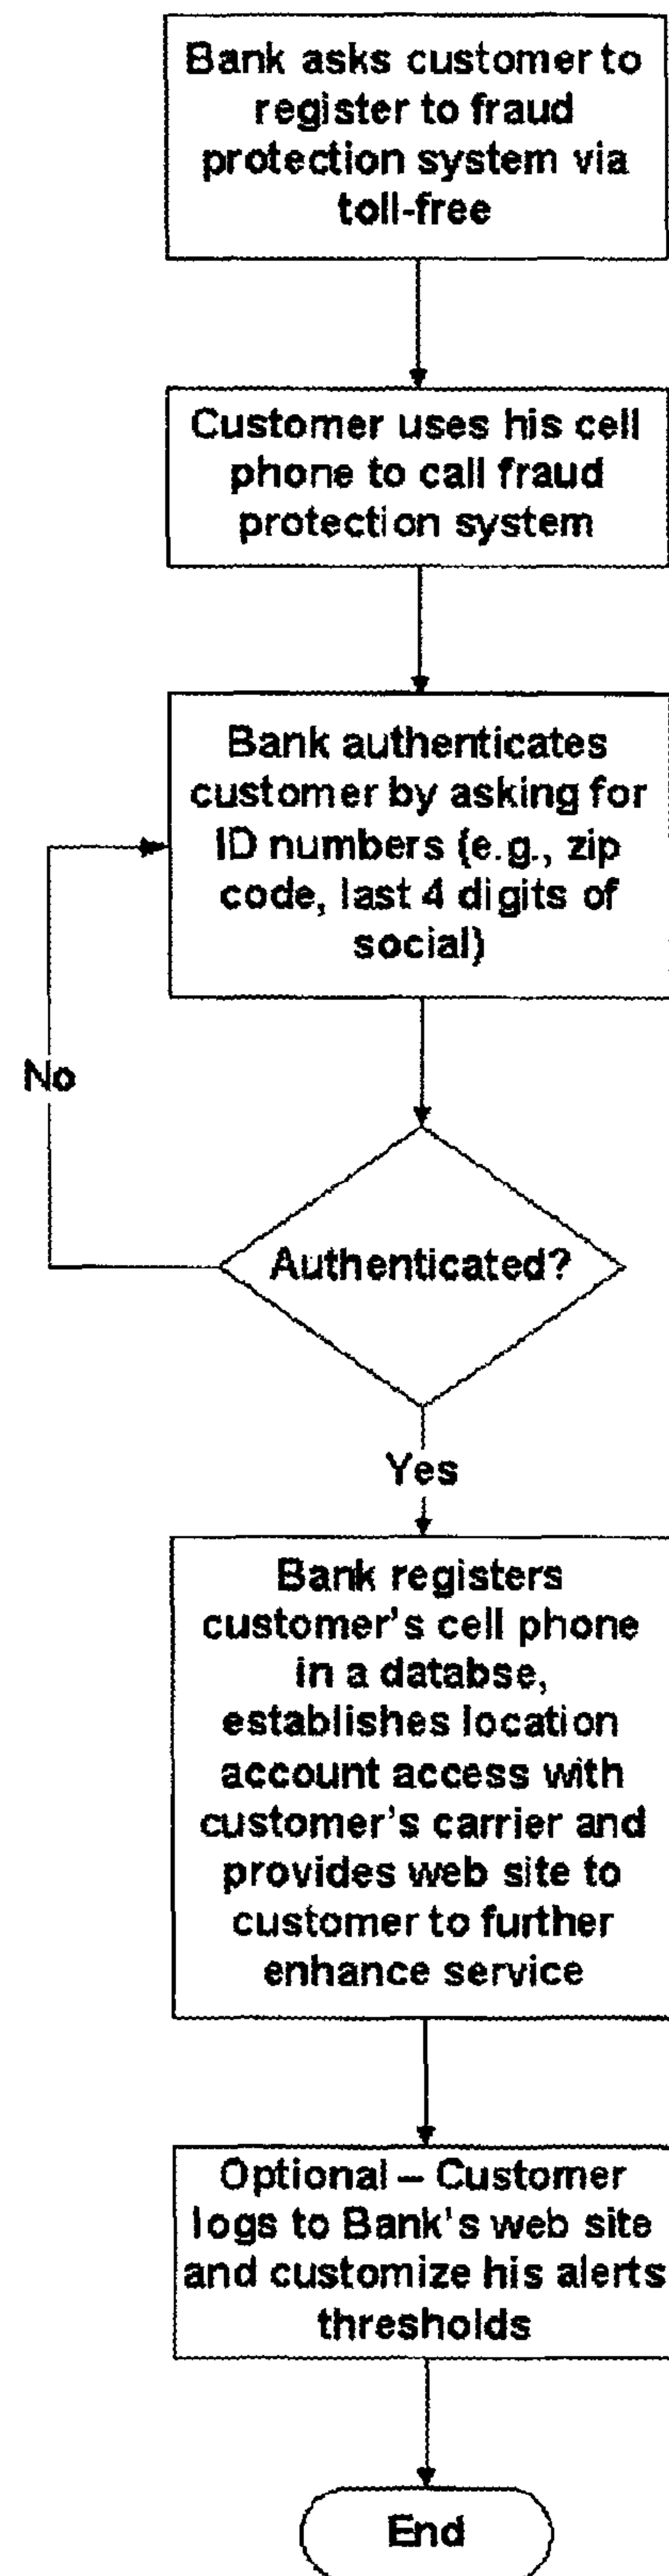 Bank asks customer to
register to fraud
protection system via
toll-free
Customer uses his cell
phone to call fraud
protection system
Bank authenticates
customer by asking for
ID numbers (e.g., zip
code, last 4 digits of
social)
No
Authenticated?
Yes
Bank registers
customer's cell phone
in a databse,
establishes location
account access with
customer's carrier and
provides web site to
customer to further
enhance service
Optional – Customer
logs to Bank's web site
and customize his alerts
thresholds
End